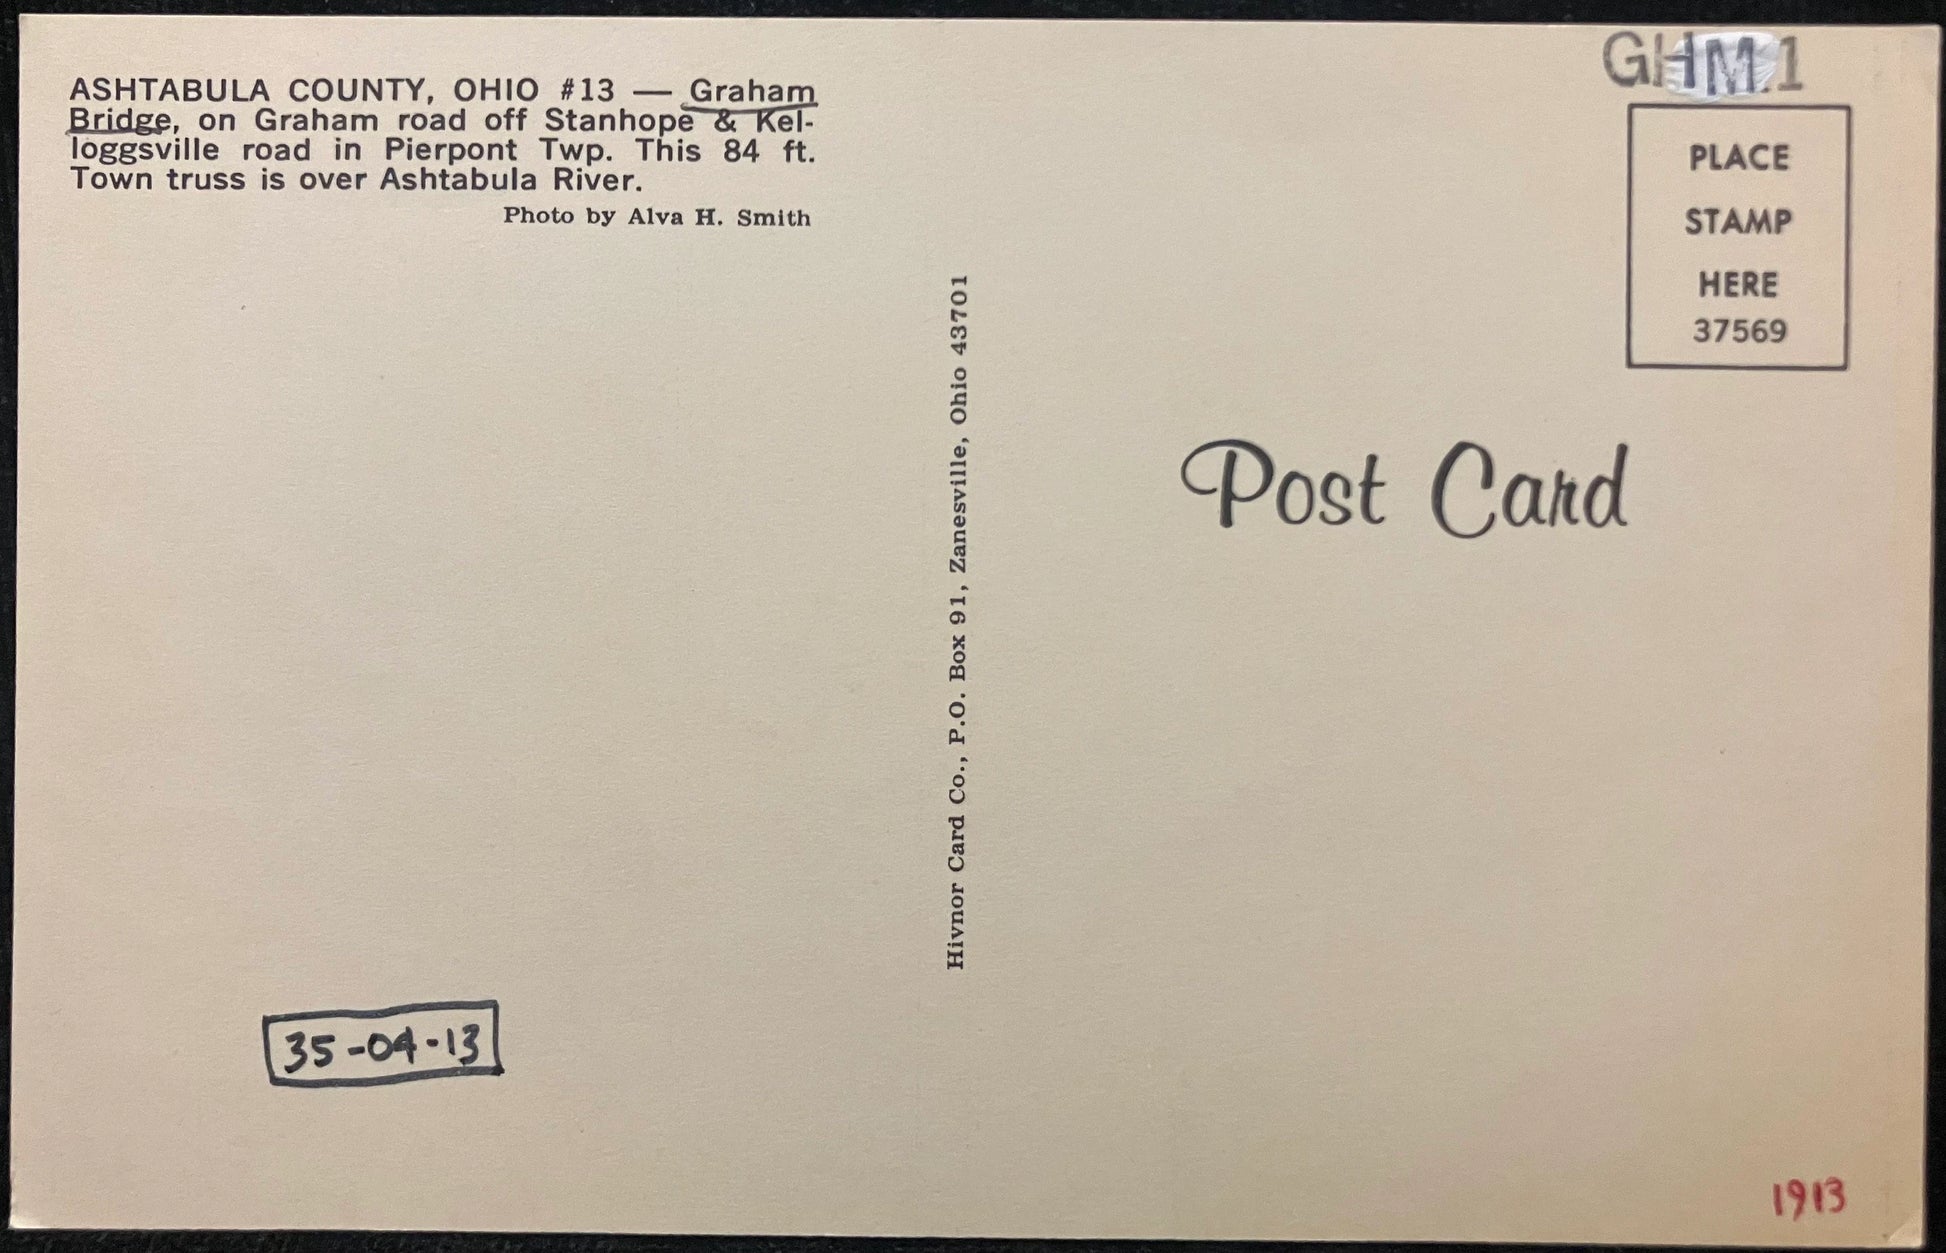 ASHTABULA COUNTY, OHIO #13 — Graham
Bridge, on Graham road off Stanhope & Kel-
loggsville road in Pierpont Twp. This 84 ft.
Town truss is over Ashtabula River.
Photo by Alva H. Smith
Hivnor Card Co., P.O. Box 91, Zanesville, Ohio 43701
GHM.1
PLACE
STAMP
HERE
37569
Post Card
35-04-13
1913